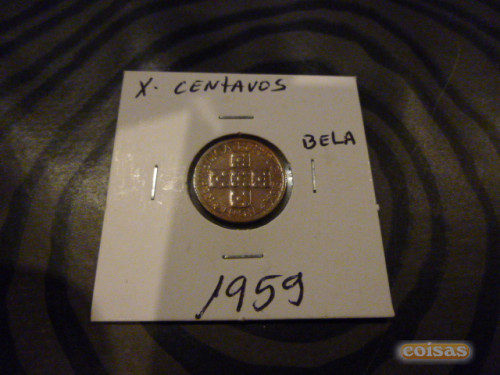 X. CENTAVOS
BELA
1959
coisas